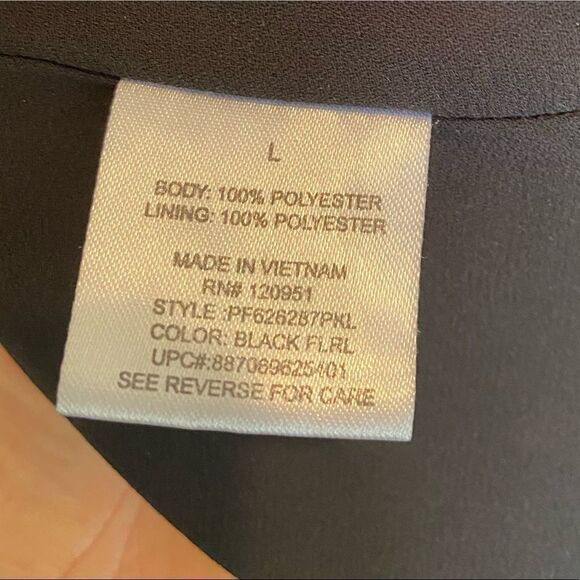 L
BODY: 100% POLYESTER
LINING: 100% POLYESTER
MADE IN VIETNAM
RN# 120951
STYLE :PF626287PKL
COLOR: BLACK FLRL
UPC#:887069625401
SEE REVERSE FOR CARE